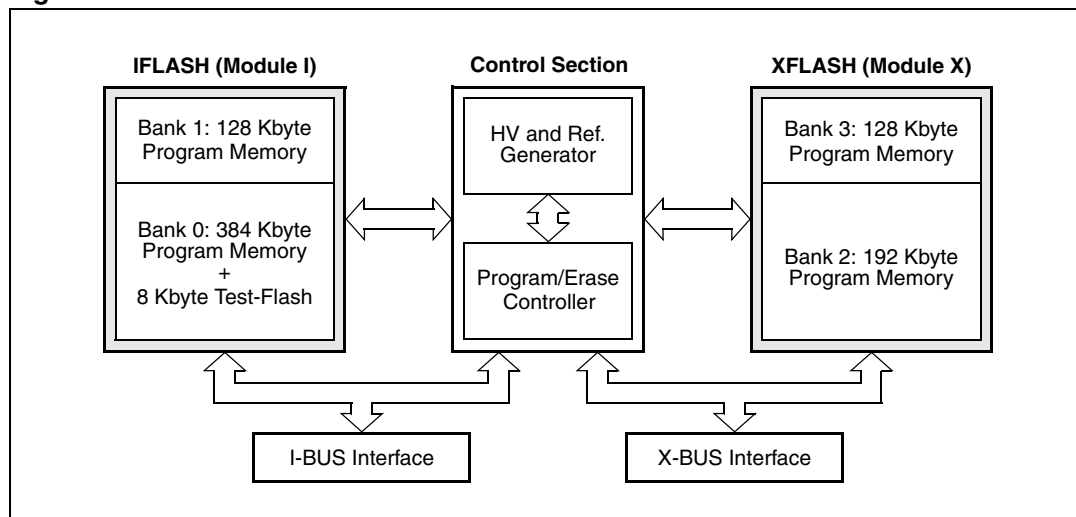 IFLASH (Module I)
Control Section
XFLASH (Module X)
Bank 1: 128 Kbyte
Program Memory
HV and Ref.
Generator
Bank 3: 128 Kbyte
Program Memory
Bank 0: 384 Kbyte
Program Memory
+
8 Kbyte Test-Flash
Program/Erase
Controller
Bank 2: 192 Kbyte
Program Memory
I-BUS Interface
X-BUS Interface